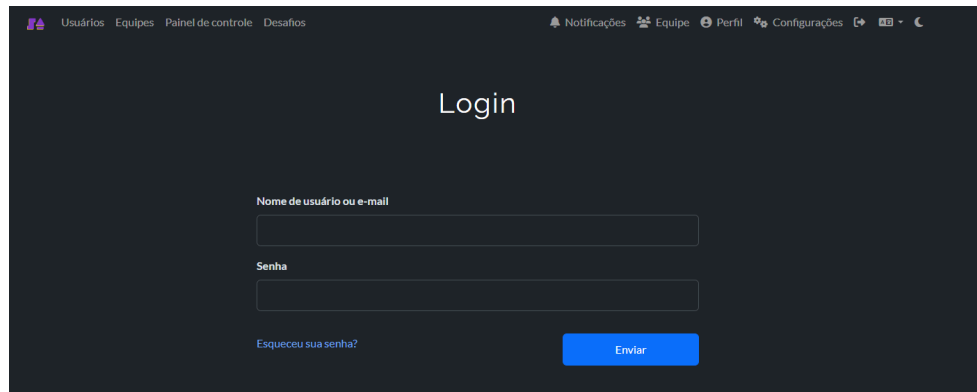 Usuários Equipes Painel de controle Desafios Notificações Equipe Perfil Configurações
Login
Nome de usuário ou e-mail
Senha
Esqueceu sua senha? Enviar